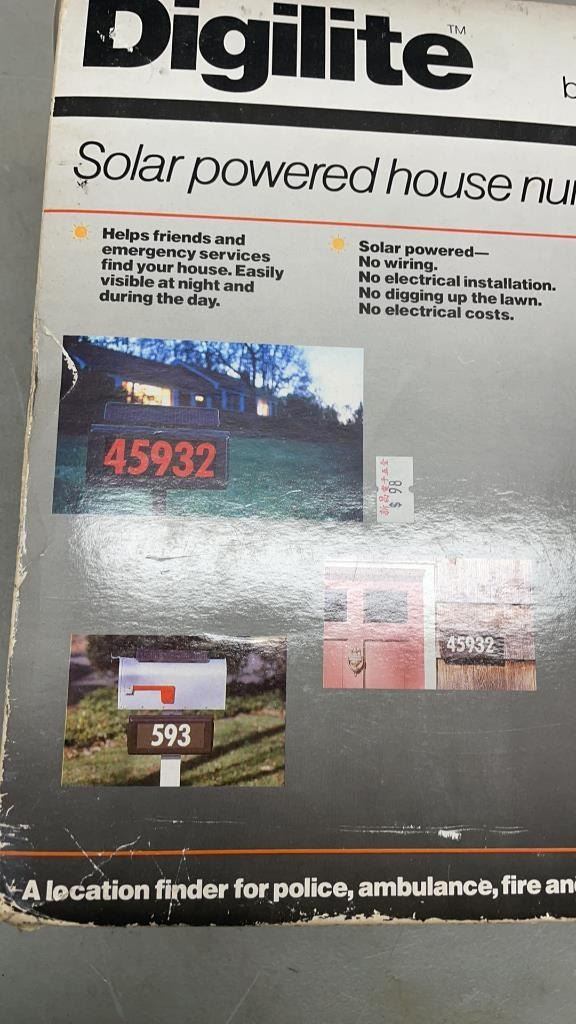 Digilite™
b
Solar powered house nu
Helps friends and
emergency services
find your house. Easily
visible at night and
during the day.
Solar powered—
No wiring.
No electrical installation.
No digging up the lawn.
No electrical costs.
45932
$ 98
45932
593
A location finder for police, ambulance, fire an